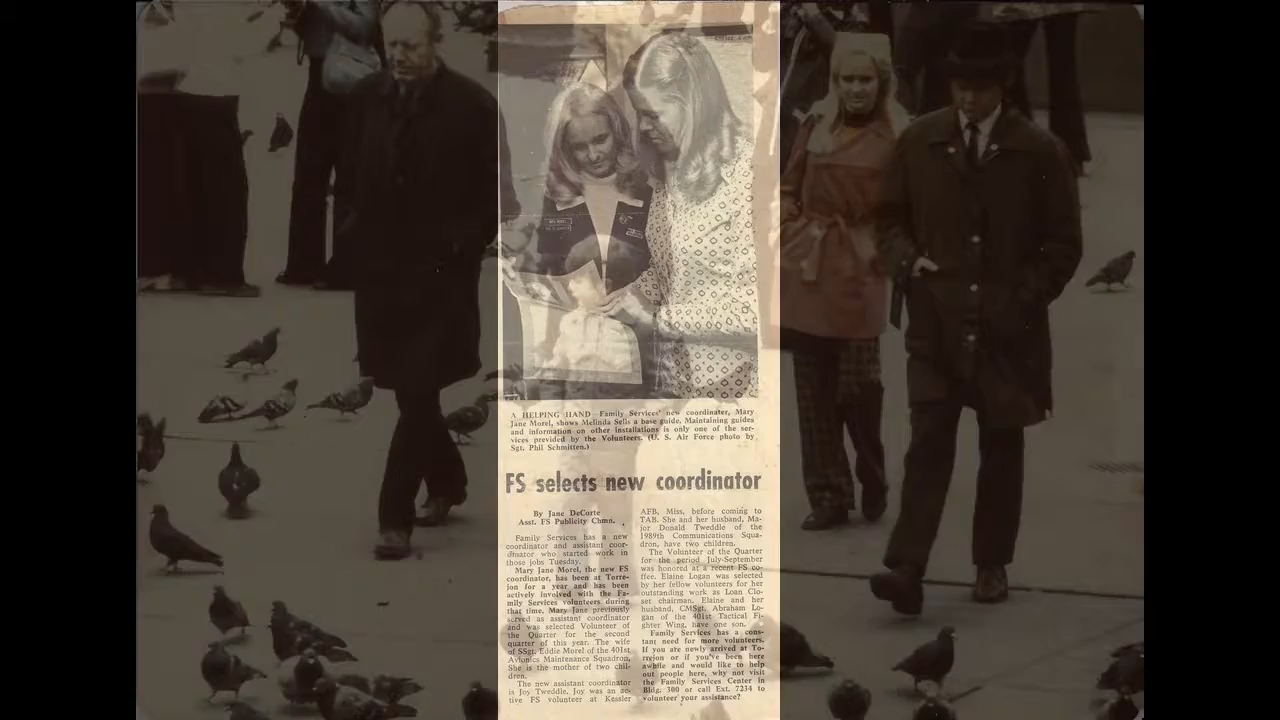 A HELPING HAND—Family Services' new coordinator, Mary
Jane Morel, shows Melinda Sells a base guide. Maintaining guides
and information on other installations is only one of the ser-
vices provided by the Volunteers. (U. S. Air Force photo by
Sgt. Phil Schmitten.)
FS selects new coordinator
By Jane DeCorte
Asst. FS Publicity Chmn.
Family Services has a new
coordinator and assistant coor-
dinator who started work in
those jobs Tuesday.
Mary Jane Morel, the new FS
coordinator, has been at Torre-
jon for a year and has been
actively involved with the Fa-
mily Services volunteers during
that time. Mary Jane previously
served as assistant coordinator
and was selected Volunteer of
the Quarter for the second
quarter of this year. The wife
of SSgt. Eddie Morel of the 401st
Avionics Maintenance Squadron,
She is the mother of two chil-
dren.
The new assistant coordinator
is Joy Tweddle. Joy was an ac-
tive FS volunteer at Kessler
AFB, Miss, before coming to
TAB. She and her husband, Ma-
jor Donald Tweddle of the
1989th Communications Squa-
dron, have two children.
The Volunteer of the Quarter
for the period July-September
was honored at a recent FS co-
ffee. Elaine Logan was selected
by her fellow volunteers for her
outstanding work as Loan Clo-
set chairman. Elaine and her
husband, CMSgt. Abraham Lo-
gan of the 401st Tactical Fi-
ghter Wing, have one son.
Family Services has a cons-
tant need for more volunteers.
If you are newly arrived at To-
rrejon or if you've been here
awhile and would like to help
out people here, why not visit
the Family Services Center in
Bldg. 300 or call Ext. 7234 to
volunteer your assistance?